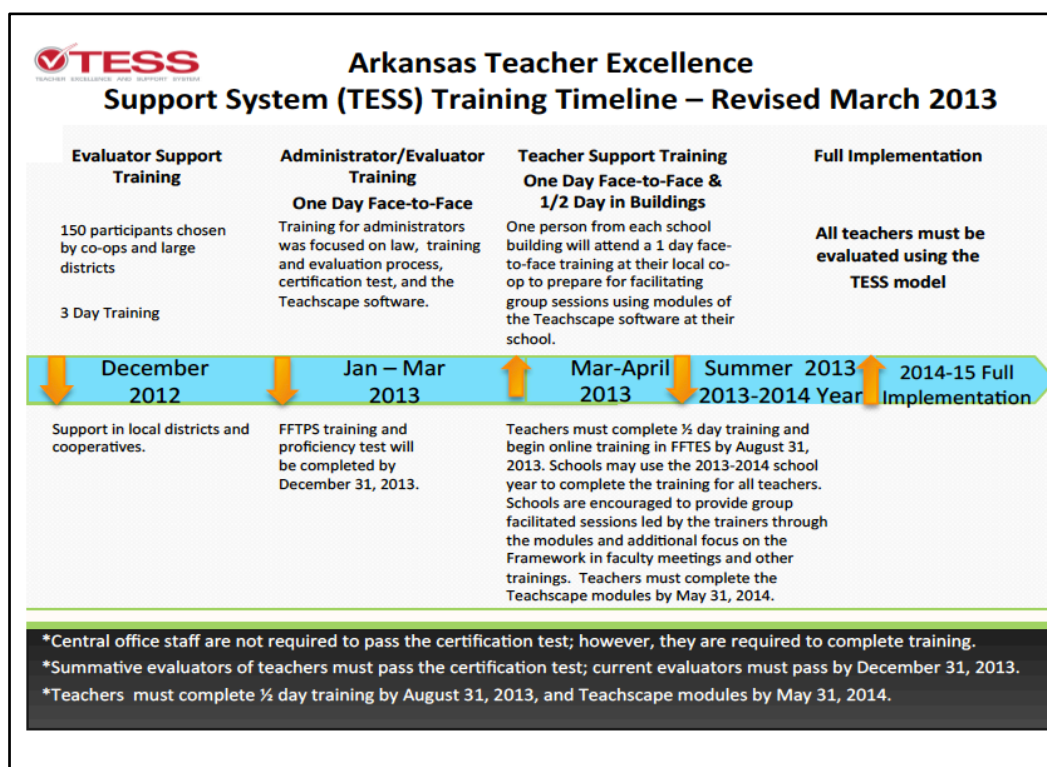 TESS
TEACHER EXCELLENCE AND SUPPORT SYSTEM
Arkansas Teacher Excellence
Support System (TESS) Training Timeline – Revised March 2013
Evaluator Support
Training
150 participants chosen
by co-ops and large
districts
3 Day Training
Administrator/Evaluator
Training
One Day Face-to-Face
Training for administrators
was focused on law, training
and evaluation process,
certification test, and the
Teachscape software.
Teacher Support Training
One Day Face-to-Face &
1/2 Day in Buildings
One person from each school
building will attend a 1 day face-
to-face training at their local co-
op to prepare for facilitating
group sessions using modules of
the Teachscape software at their
school.
Full Implementation
All teachers must be
evaluated using the
TESS model
December
2012
Jan – Mar
2013
Mar-April
2013
Summer 2013
2013-2014 Year
2014-15 Full
Implementation
Support in local districts and
cooperatives.
FFTPS training and
proficiency test will
be completed by
December 31, 2013.
Teachers must complete ½ day training and
begin online training in FFTES by August 31,
2013. Schools may use the 2013-2014 school
year to complete the training for all teachers.
Schools are encouraged to provide group
facilitated sessions led by the trainers through
the modules and additional focus on the
Framework in faculty meetings and other
trainings. Teachers must complete the
Teachscape modules by May 31, 2014.
*Central office staff are not required to pass the certification test; however, they are required to complete training.
*Summative evaluators of teachers must pass the certification test; current evaluators must pass by December 31, 2013.
*Teachers must complete ½ day training by August 31, 2013, and Teachscape modules by May 31, 2014.